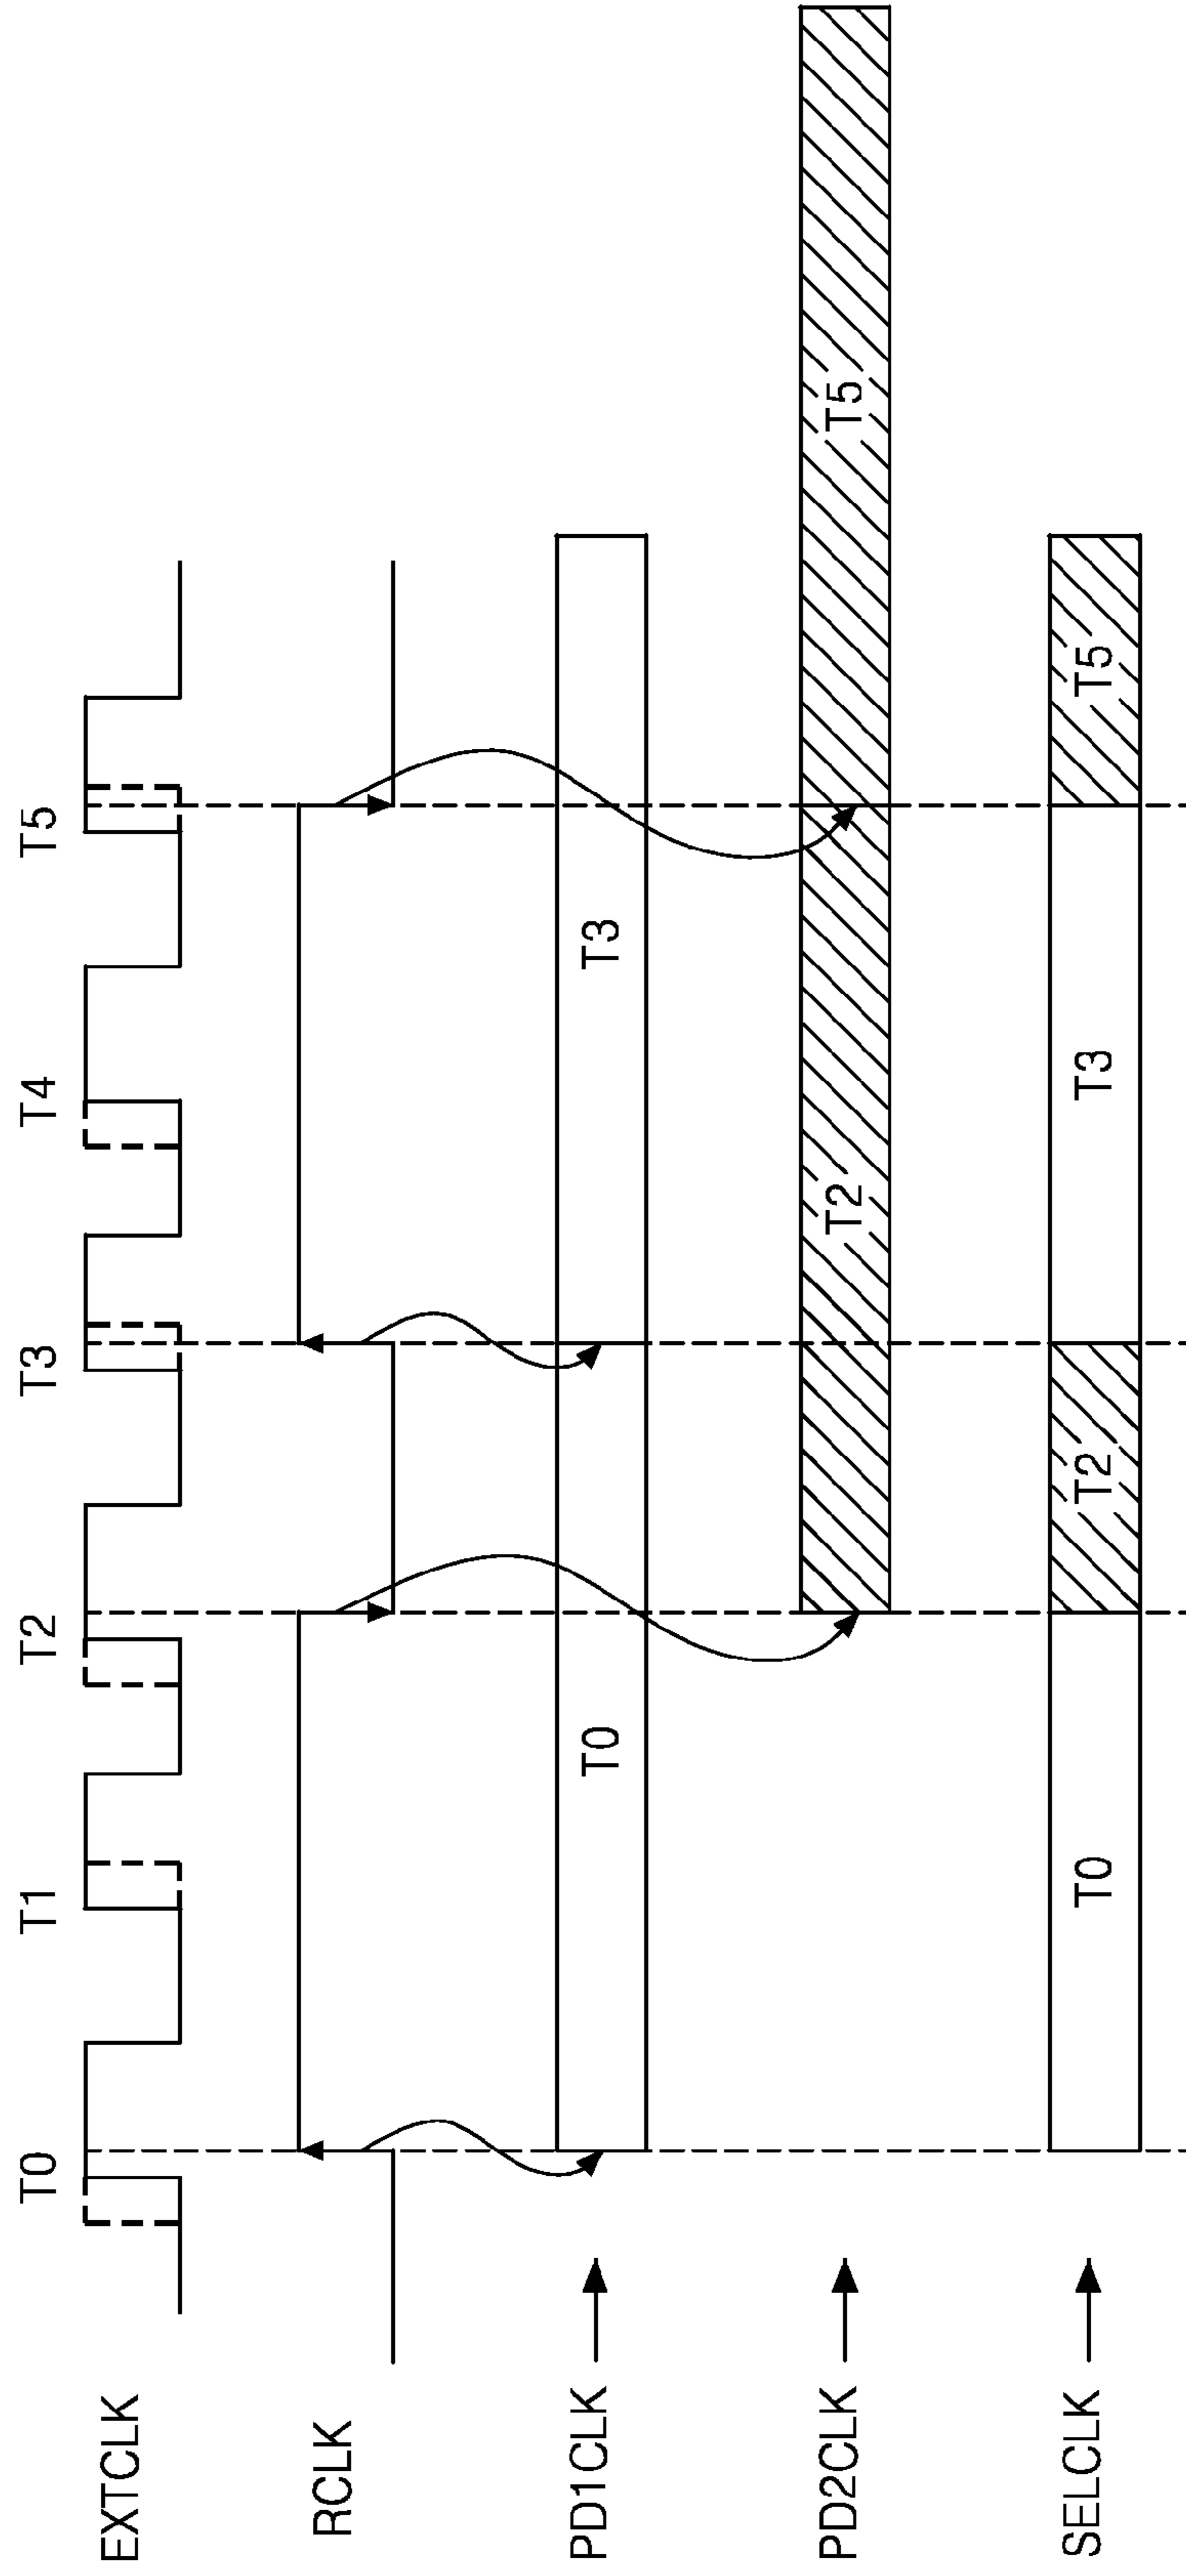 T0 T1 T2 T3 T4 T5
EXTCLK
RCLK
PD1CLK T0 T3
PD2CLK T2 T5
SELCLK T0 T2 T3 T5